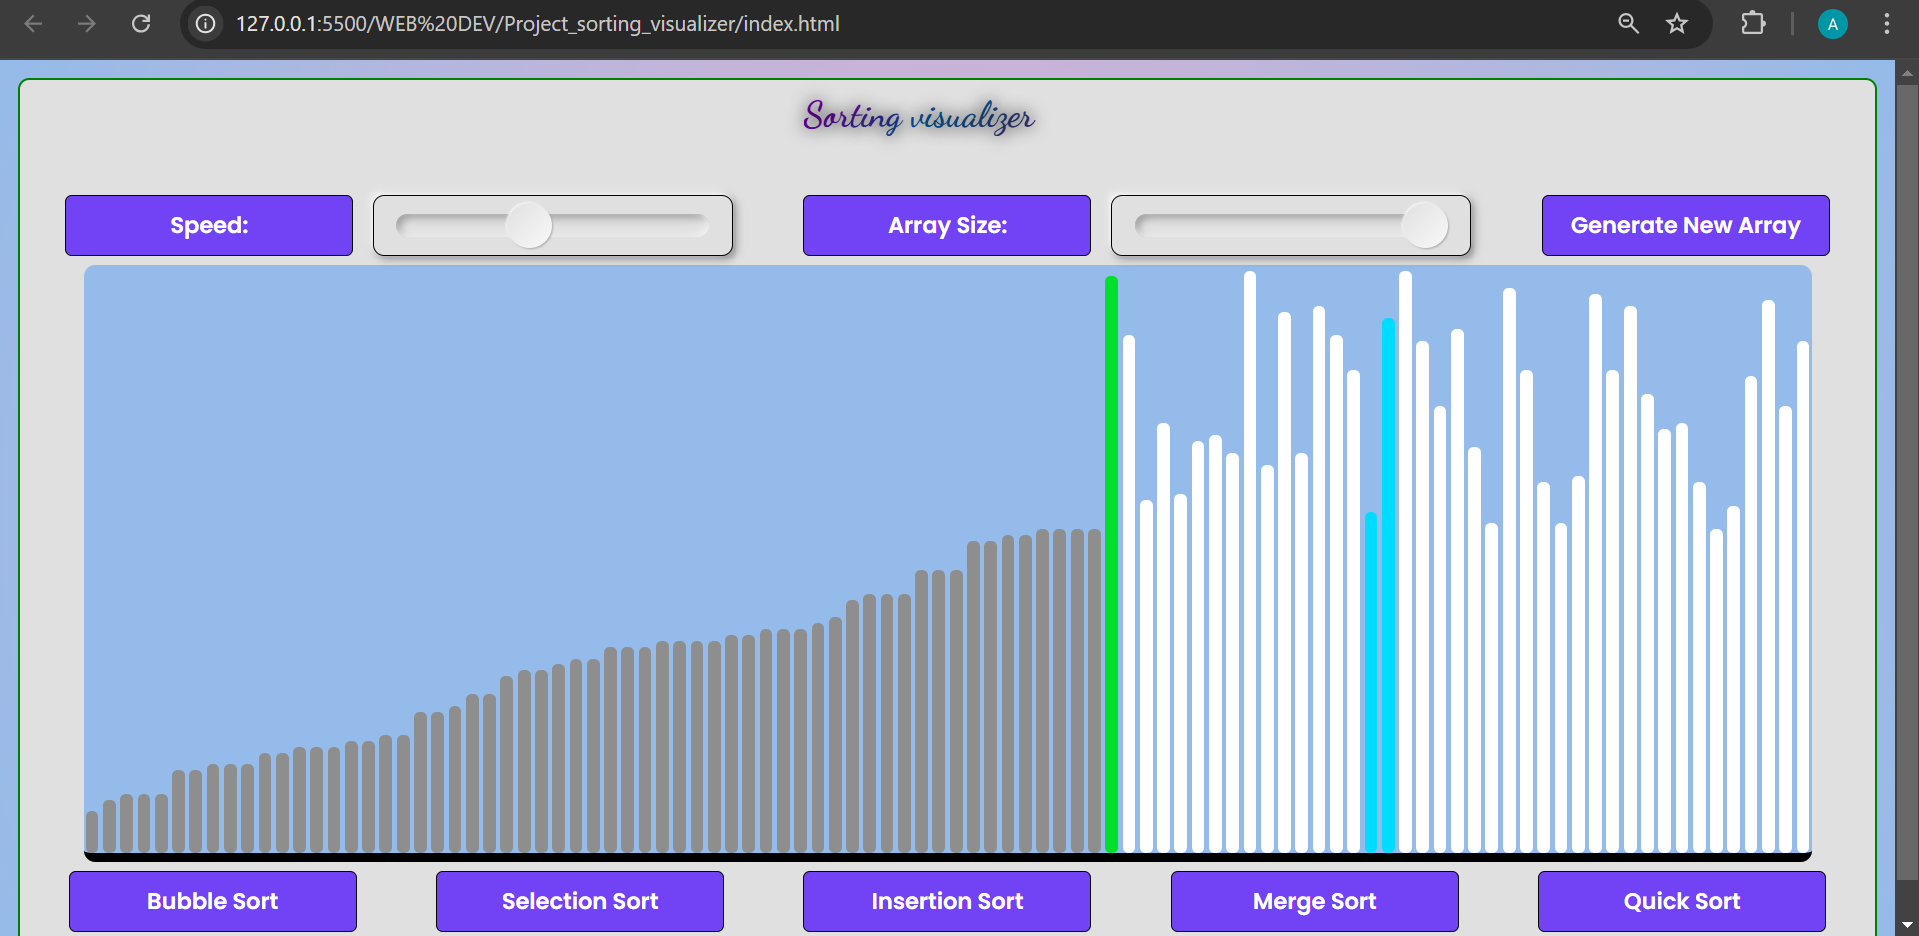 127.0.0.1:5500/WEB%20DEV/Project_sorting_visualizer/index.html
A
Sorting visualizer
Speed:
Array Size:
Generate New Array
Bubble Sort
Selection Sort
Insertion Sort
Merge Sort
Quick Sort